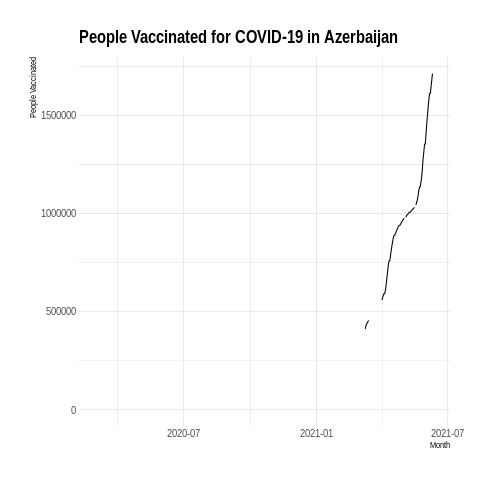 People Vaccinated for COVID-19 in Azerbaijan
People Vaccinated
1500000
1000000
500000
0
2020-07
2021-01
2021-07
Month